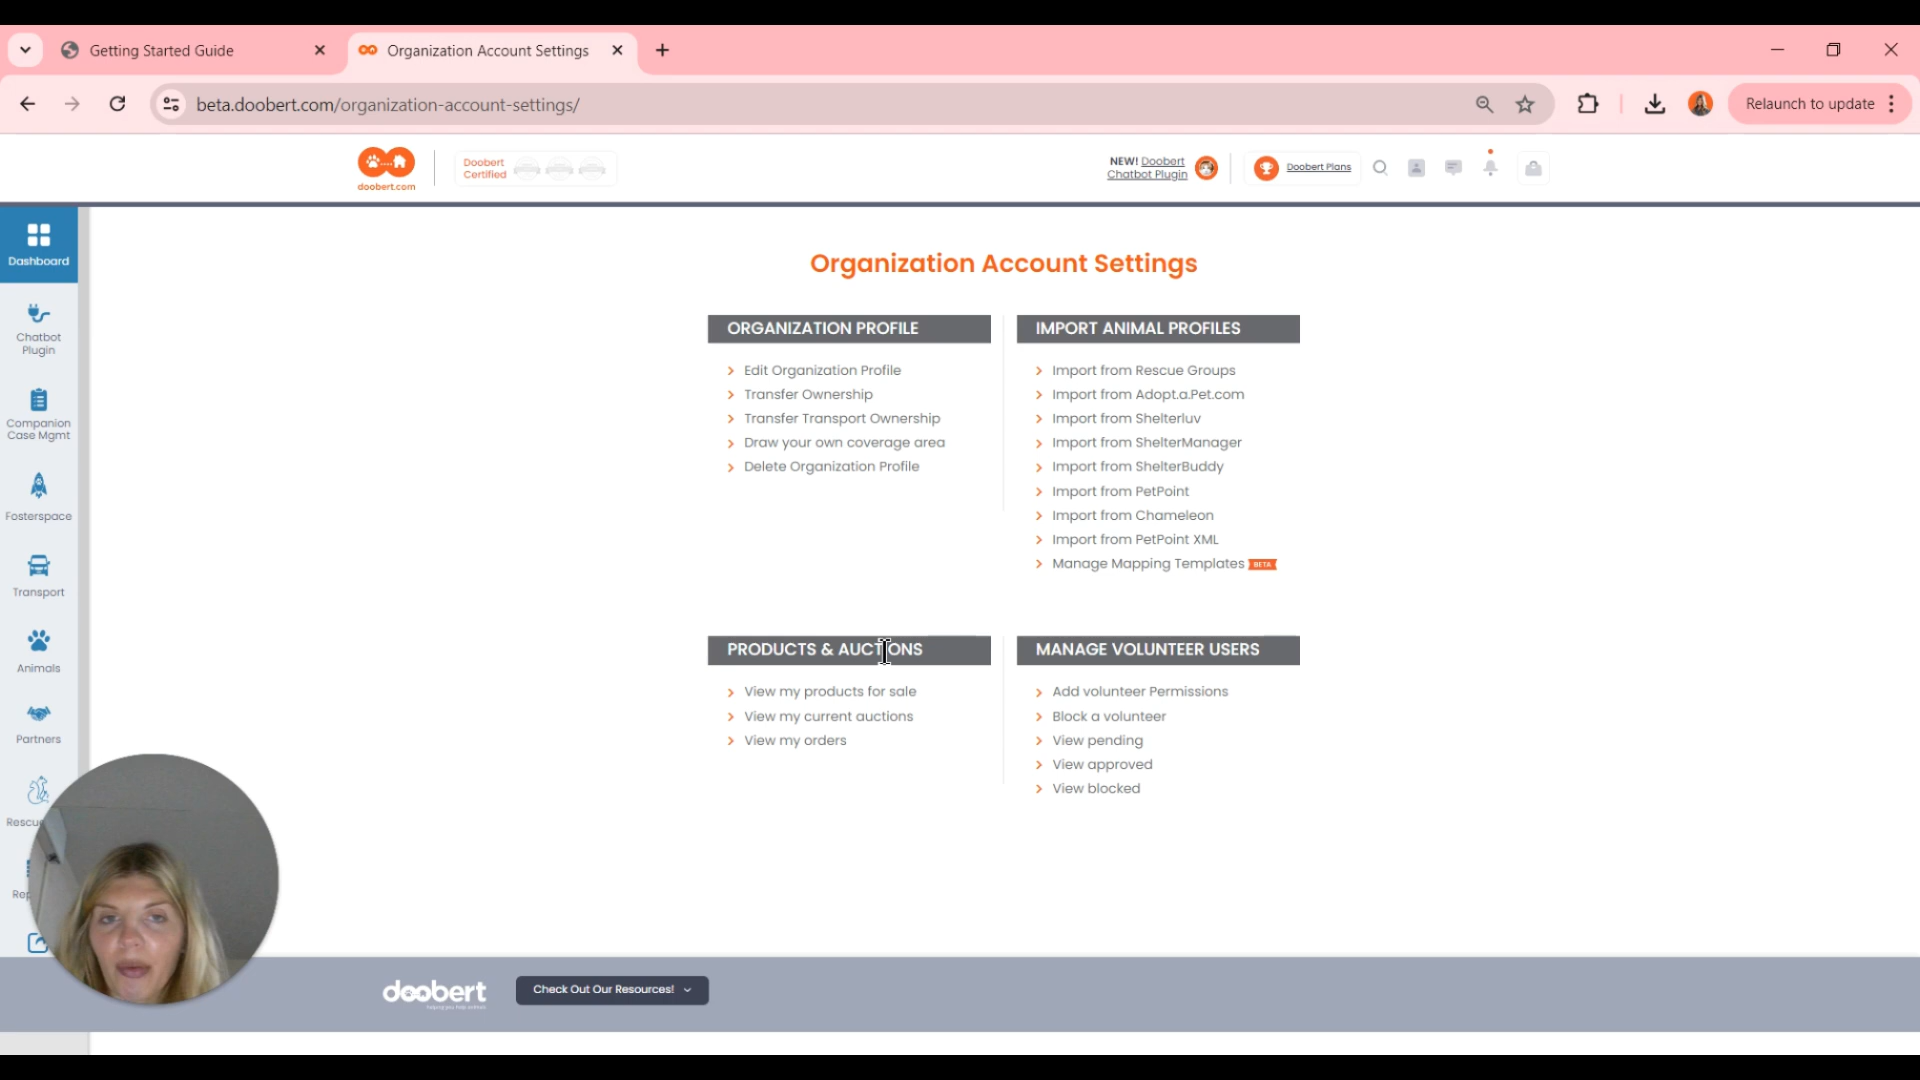 Getting Started Guide
Organization Account Settings
beta.doobert.com/organization-account-settings/
Relaunch to update
doobert.com
Doobert
Certified
NEW! Doobert
Chatbot Plugin
Doobert Plans
Dashboard
Chatbot
Plugin
Companion
Case Mgmt
Fosterspace
Transport
Animals
Partners
Organization Account Settings
ORGANIZATION PROFILE
Edit Organization Profile
Transfer Ownership
Transfer Transport Ownership
Draw your own coverage area
Delete Organization Profile
IMPORT ANIMAL PROFILES
Import from Rescue Groups
Import from Adopt.a.Pet.com
Import from Shelterluv
Import from ShelterManager
Import from ShelterBuddy
Import from PetPoint
Import from Chameleon
Import from PetPoint XML
Manage Mapping Templates BETA
PRODUCTS & AUCTIONS
View my products for sale
View my current auctions
View my orders
MANAGE VOLUNTEER USERS
Add volunteer Permissions
Block a volunteer
View pending
View approved
View blocked
doobert
Check Out Our Resources!